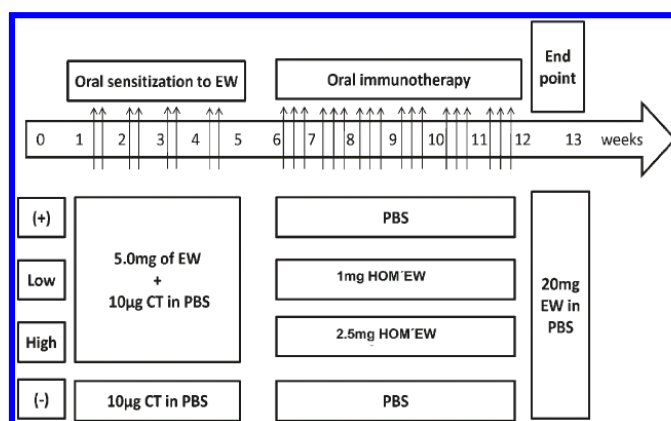 Oral sensitization to EW
Oral immunotherapy
End
point
0 1 2 3 4 5 6 7 8 9 10 11 12 13 weeks
(+)
5.0mg of EW
+
10µg CT in PBS
PBS
20mg
EW in
PBS
Low
1mg HOM´EW
High
2.5mg HOM´EW
(-)
10µg CT in PBS
PBS